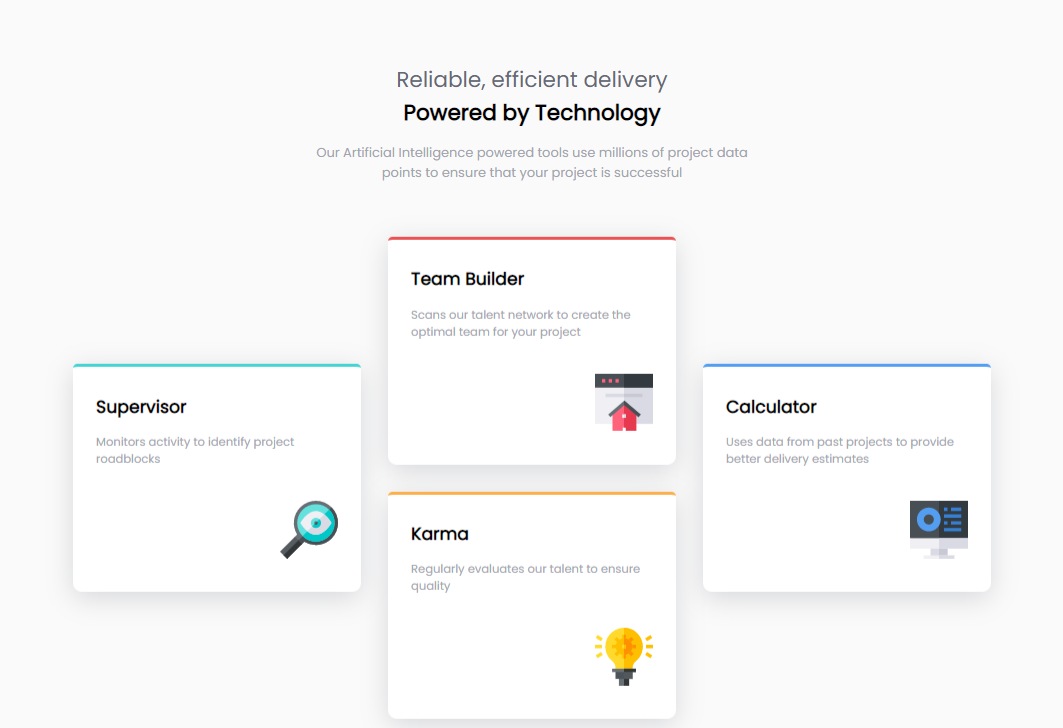 Reliable, efficient delivery
Powered by Technology
Our Artificial Intelligence powered tools use millions of project data
points to ensure that your project is successful
Team Builder
Scans our talent network to create the
optimal team for your project
Supervisor
Monitors activity to identify project
roadblocks
Calculator
Uses data from past projects to provide
better delivery estimates
Karma
Regularly evaluates our talent to ensure
quality